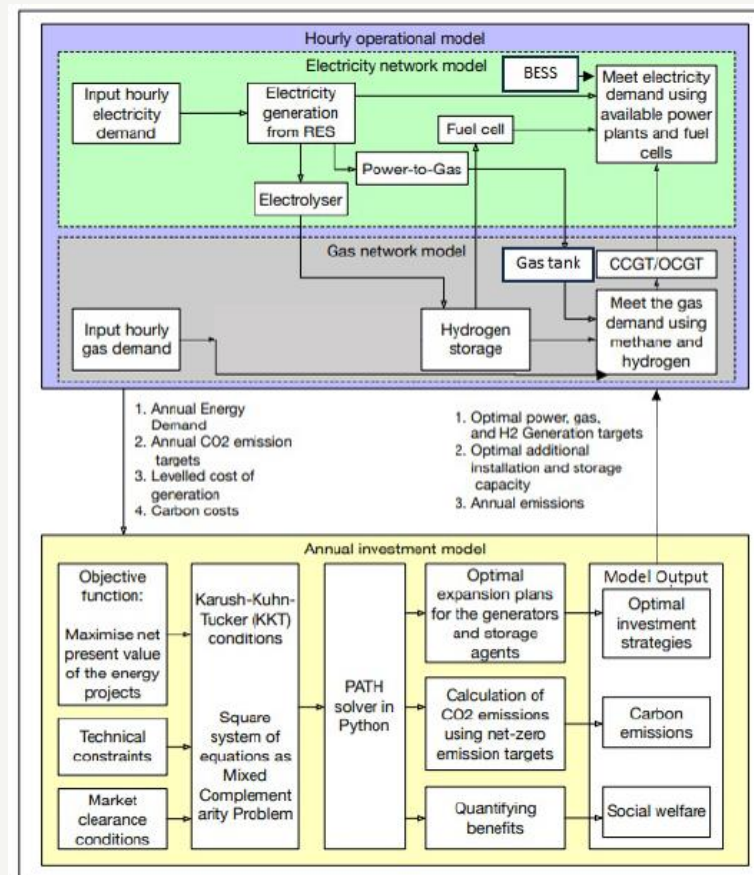 Hourly operational model
Electricity network model
Input hourly
electricity
demand
Electricity
generation
from RES
BESS
Meet electricity
demand using
available power
plants and fuel
cells
Fuel cell
Power-to-Gas
Electrolyser
Gas network model
Gas tank
CCGT/OCGT
Input hourly
gas demand
Hydrogen
storage
Meet the gas
demand using
methane and
hydrogen
1. Annual Energy
Demand
2. Annual CO2 emission
targets
3. Levelled cost of
generation
4. Carbon costs
1. Optimal power, gas,
and H2 Generation targets
2. Optimal additional
installation and storage
capacity
3. Annual emissions
Annual investment model
Objective
function:
Maximise net
present value
of the energy
projects
Technical
constraints
Market
clearance
conditions
Karush-Kuhn-
Tucker (KKT)
conditions
Square
system of
equations as
Mixed
Complement
arity Problem
PATH
solver in
Python
Optimal
expansion plans
for the generators
and storage
agents
Calculation of
CO2 emissions
using net-zero
emission targets
Quantifying
benefits
Model Output
Optimal
investment
strategies
Carbon
emissions
Social welfare